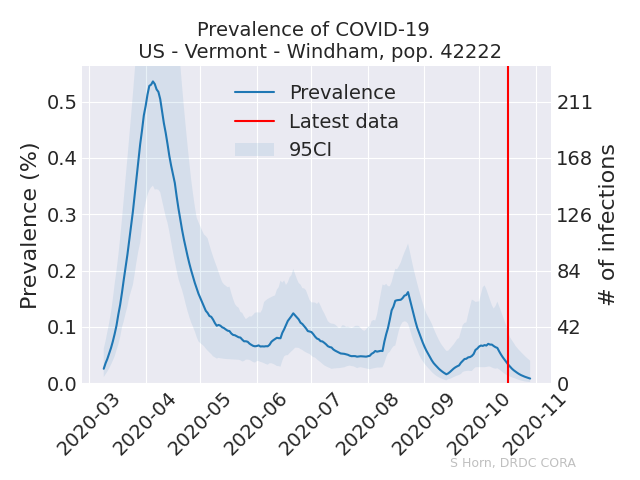 Prevalence of COVID-19
US - Vermont - Windham, pop. 42222
Prevalence
Latest data
95CI
Prevalence (%)
0.5
0.4
0.3
0.2
0.1
0.0
211
168
126
84
42
0
# of infections
2020-03
2020-04
2020-05
2020-06
2020-07
2020-08
2020-09
2020-10
2020-11
S Horn, DRDC CORA